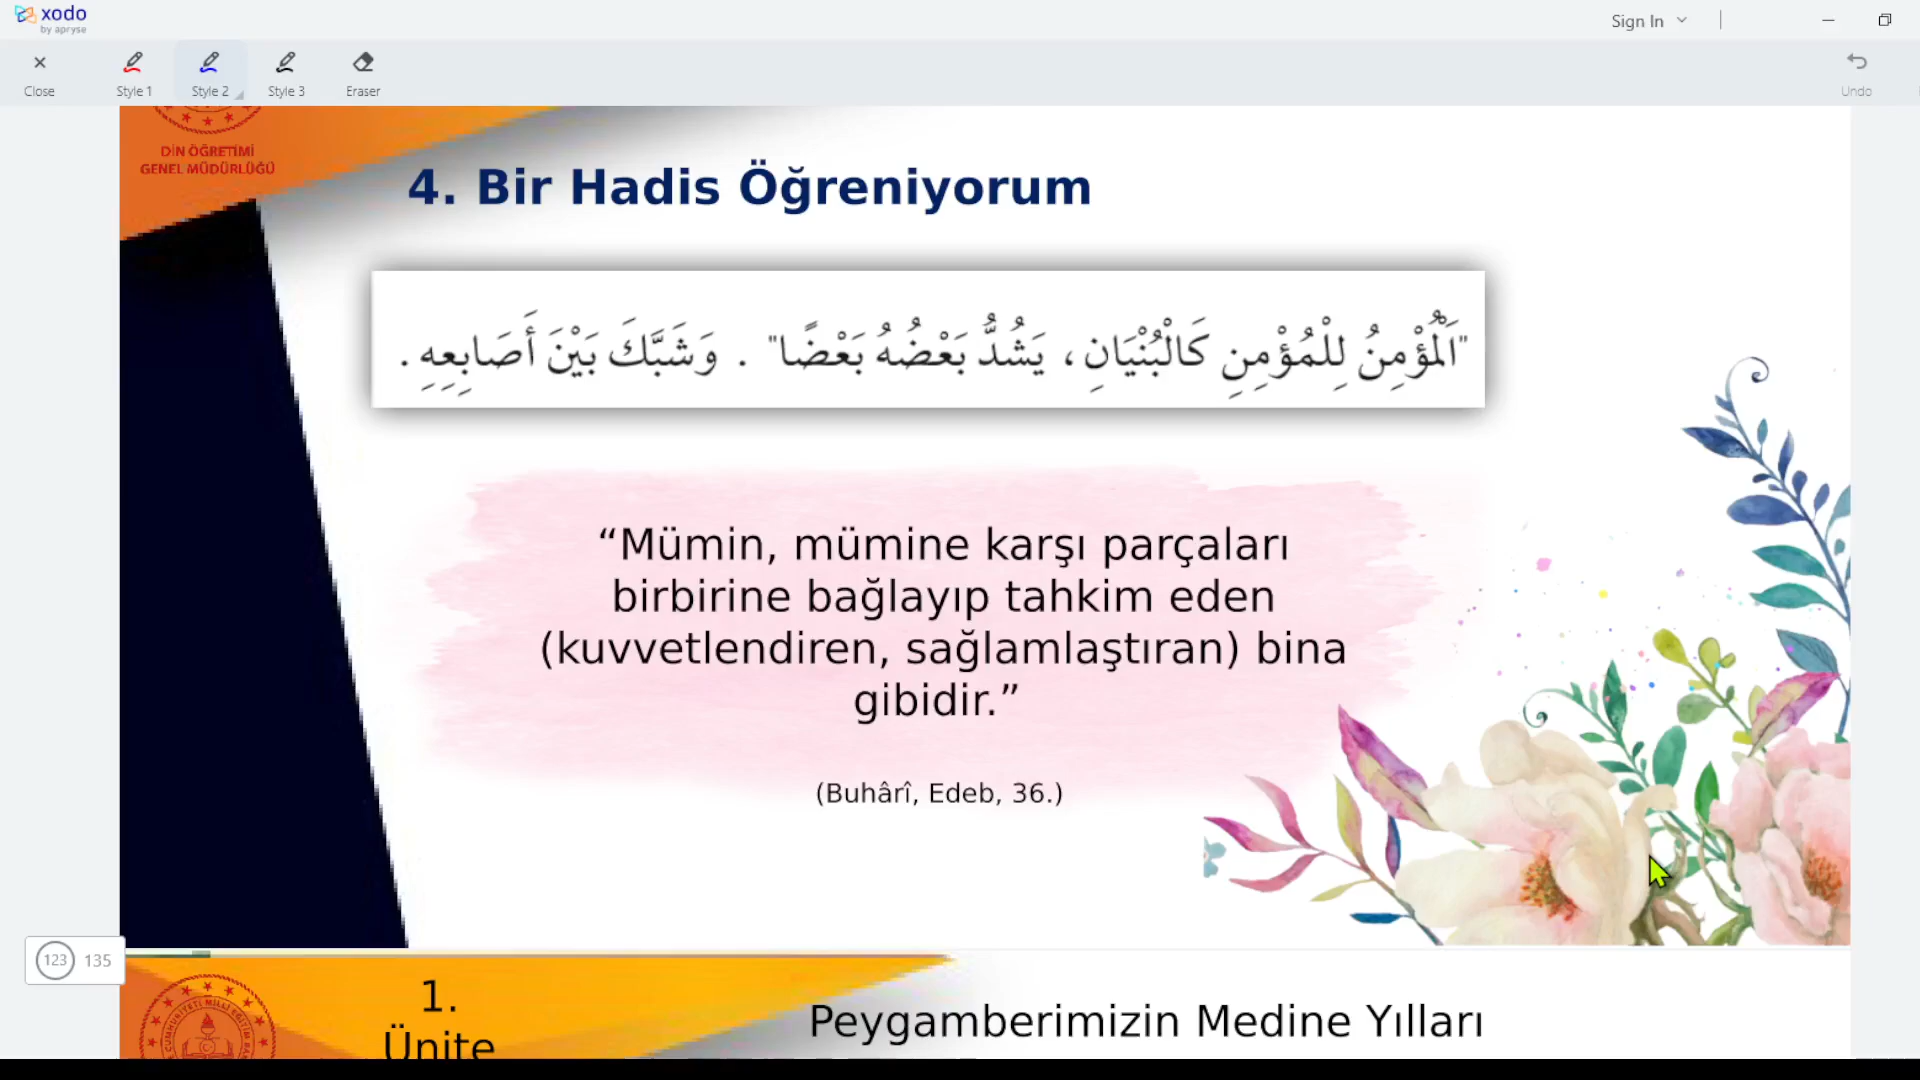 xodo
by apryse
Sign In
Close
Style 1
Style 2
Style 3
Eraser
Undo
DİN ÖĞRETİMİ
GENEL MÜDÜRLÜĞÜ
4. Bir Hadis Öğreniyorum
"اَلْمُؤْمِنُ لِلْمُؤْمِنِ كَالْبُنْيَانِ، يَشُدُّ بَعْضُهُ بَعْضًا" . وَشَبَّكَ بَيْنَ أَصَابِعِهِ .
“Mümin, mümine karşı parçaları
birbirine bağlayıp tahkim eden
(kuvvetlendiren, sağlamlaştıran) bina
gibidir.”
(Buhârî, Edeb, 36.)
123 135
1.
Ünite
Peygamberimizin Medine Yılları